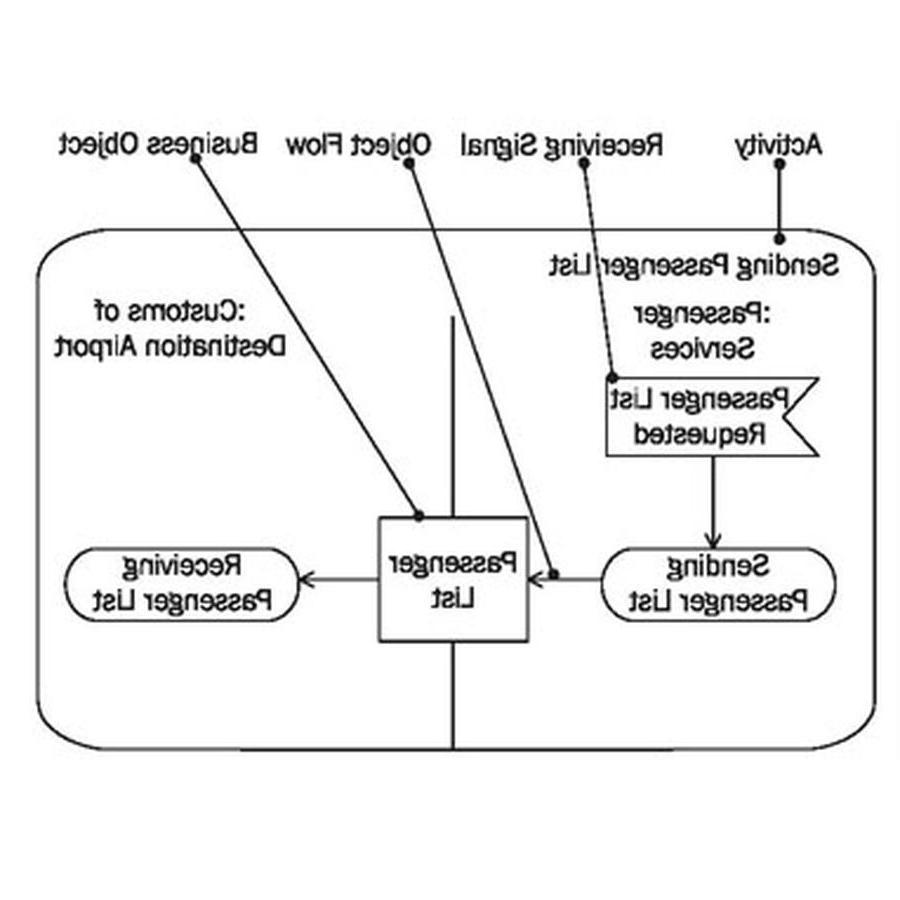 Activity
Receiving Signal
Object Flow
Business Object
Sending Passenger List
:Passenger
Services
:Customs of
Destination Airport
Passenger List
Requested
Sending
Passenger List
Passenger
List
Receiving
Passenger List